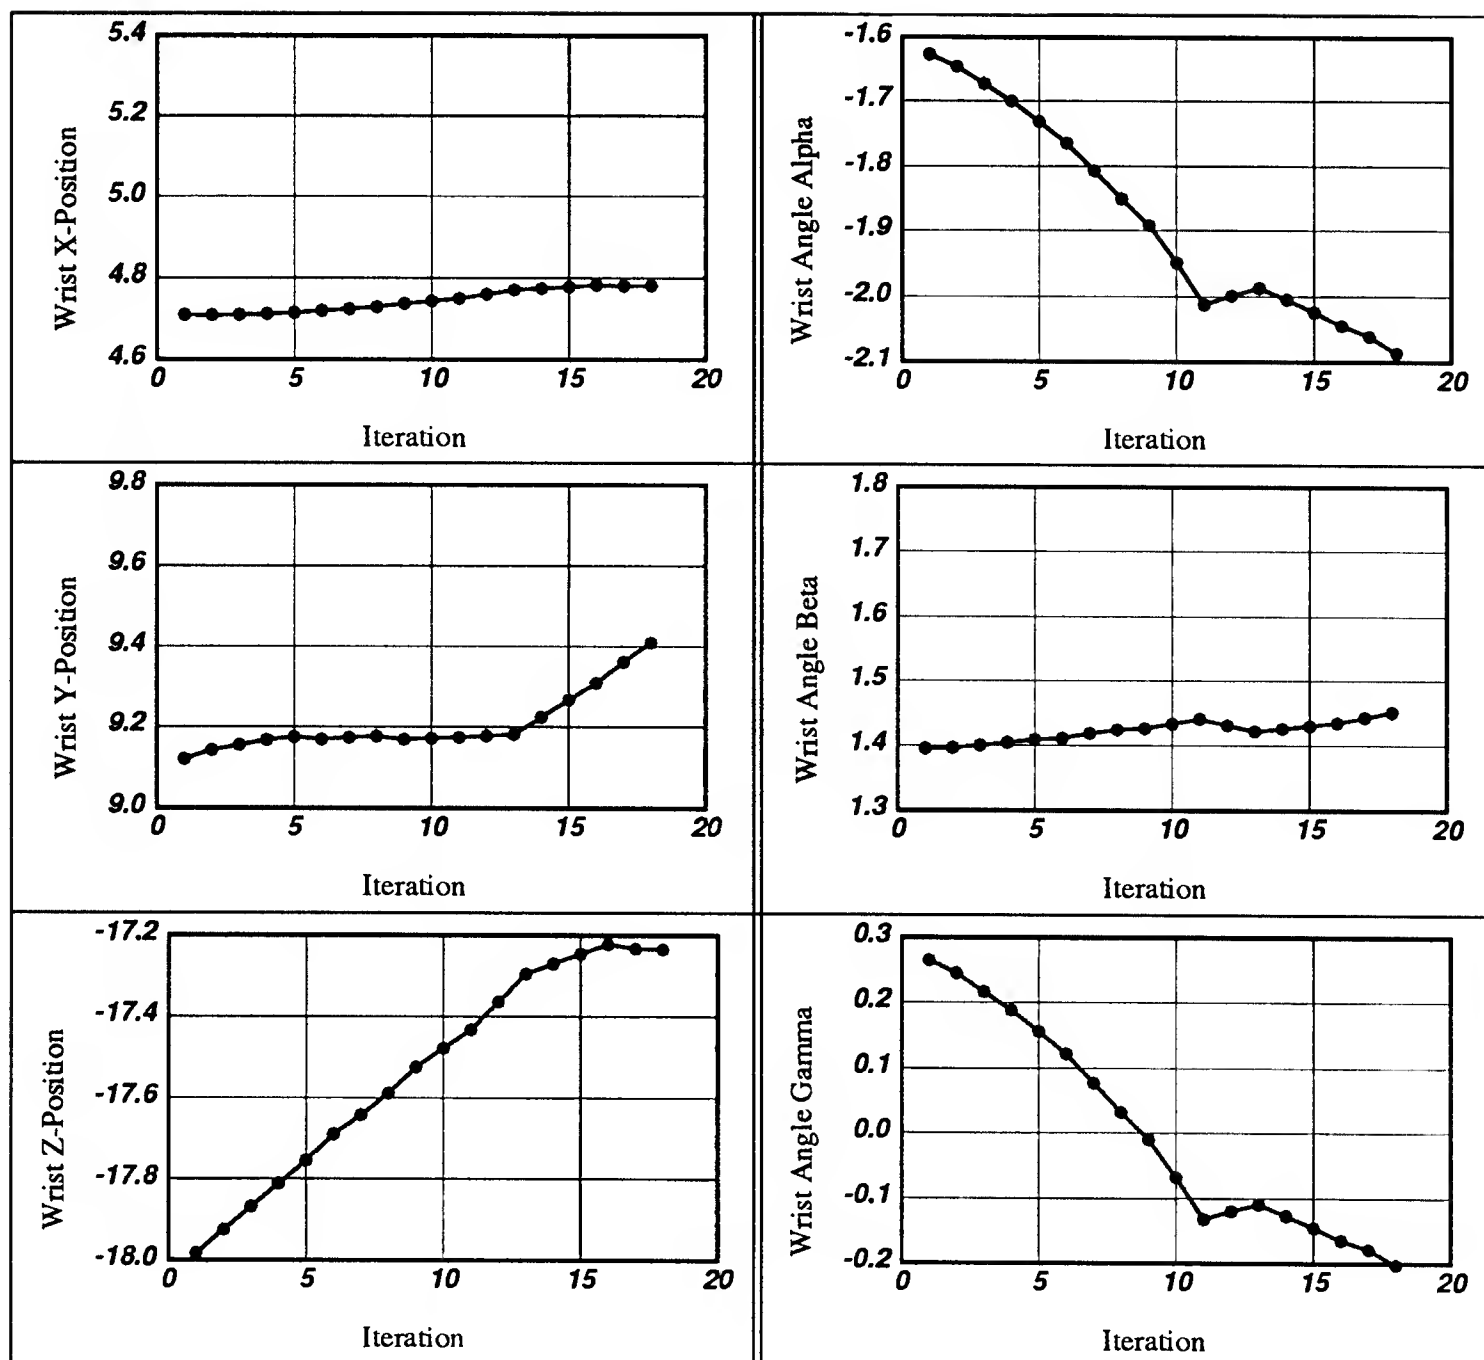 5.4
5.2
5.0
4.8
4.6
0 5 10 15 20
Wrist X-Position
Iteration
-1.6
-1.7
-1.8
-1.9
-2.0
-2.1
0 5 10 15 20
Wrist Angle Alpha
Iteration
9.8
9.6
9.4
9.2
9.0
0 5 10 15 20
Wrist Y-Position
Iteration
1.8
1.7
1.6
1.5
1.4
1.3
0 5 10 15 20
Wrist Angle Beta
Iteration
-17.2
-17.4
-17.6
-17.8
-18.0
0 5 10 15 20
Wrist Z-Position
Iteration
0.3
0.2
0.1
0.0
-0.1
-0.2
0 5 10 15 20
Wrist Angle Gamma
Iteration